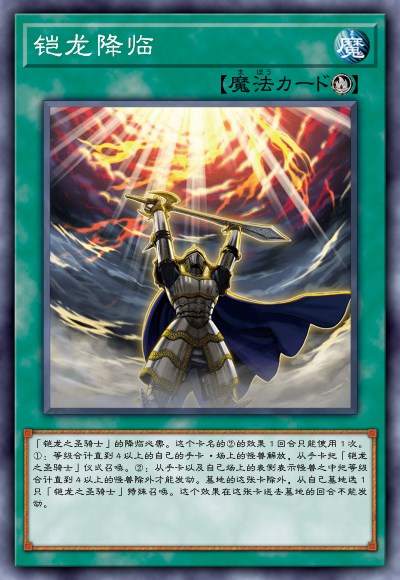 铠龙降临
魔
まほう
【魔法カード】
「铠龙之圣骑士」的降临必需。这个卡名的②的效果1回合只能使用1次。
①：等级合计直到4以上的自己的手卡·场上的怪兽解放，从手卡把「铠龙
之圣骑士」仪式召唤。②：从手卡以及自己场上的表侧表示怪兽之中把等级
合计直到4以上的怪兽除外才能发动。墓地的这张卡除外，从自己墓地选1
只「铠龙之圣骑士」特殊召唤。这个效果在这张卡送去墓地的回合不能发
动。